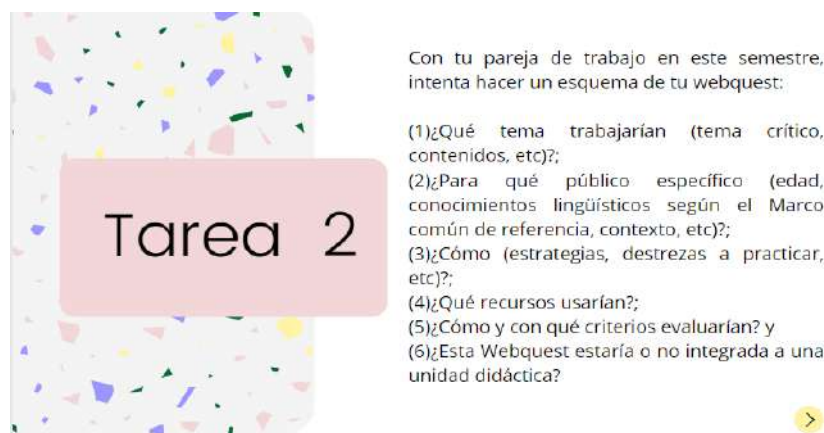 Tarea 2
Con tu pareja de trabajo en este semestre,
intenta hacer un esquema de tu webquest:
(1)¿Qué tema trabajarían (tema crítico,
contenidos, etc)?;
(2)¿Para qué público específico (edad,
conocimientos lingüísticos según el Marco
común de referencia, contexto, etc)?;
(3)¿Cómo (estrategias, destrezas a practicar,
etc)?;
(4)¿Qué recursos usarían?;
(5)¿Cómo y con qué criterios evaluarían? y
(6)¿Esta Webquest estaría o no integrada a una
unidad didáctica?